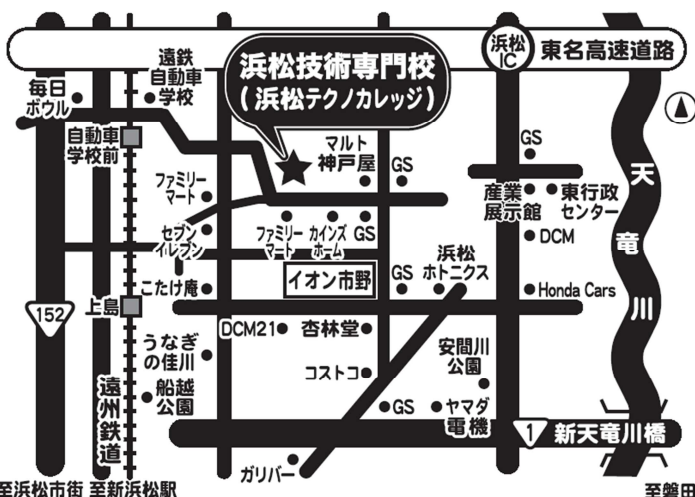 浜松
IC
東名高速道路
遠鉄
自動車
学校
毎日
ボウル
浜松技術専門校
(浜松テクノカレッジ)
自動車
学校前
マルト
神戸屋
GS
GS
天竜川
ファミリー
マート
産業
展示館
東行政
センター
セブン
イレブン
ファミリー
マート
カインズ
ホーム
GS
DCM
浜松
ホトニクス
イオン市野
GS
こたけ庵
Honda Cars
152
上島
DCM21
杏林堂
うなぎ
の佳川
安間川
公園
コストコ
船越
公園
遠州鉄道
GS
ヤマダ
電機
1
新天竜川橋
ガリバー
至浜松市街
至新浜松駅
至磐田